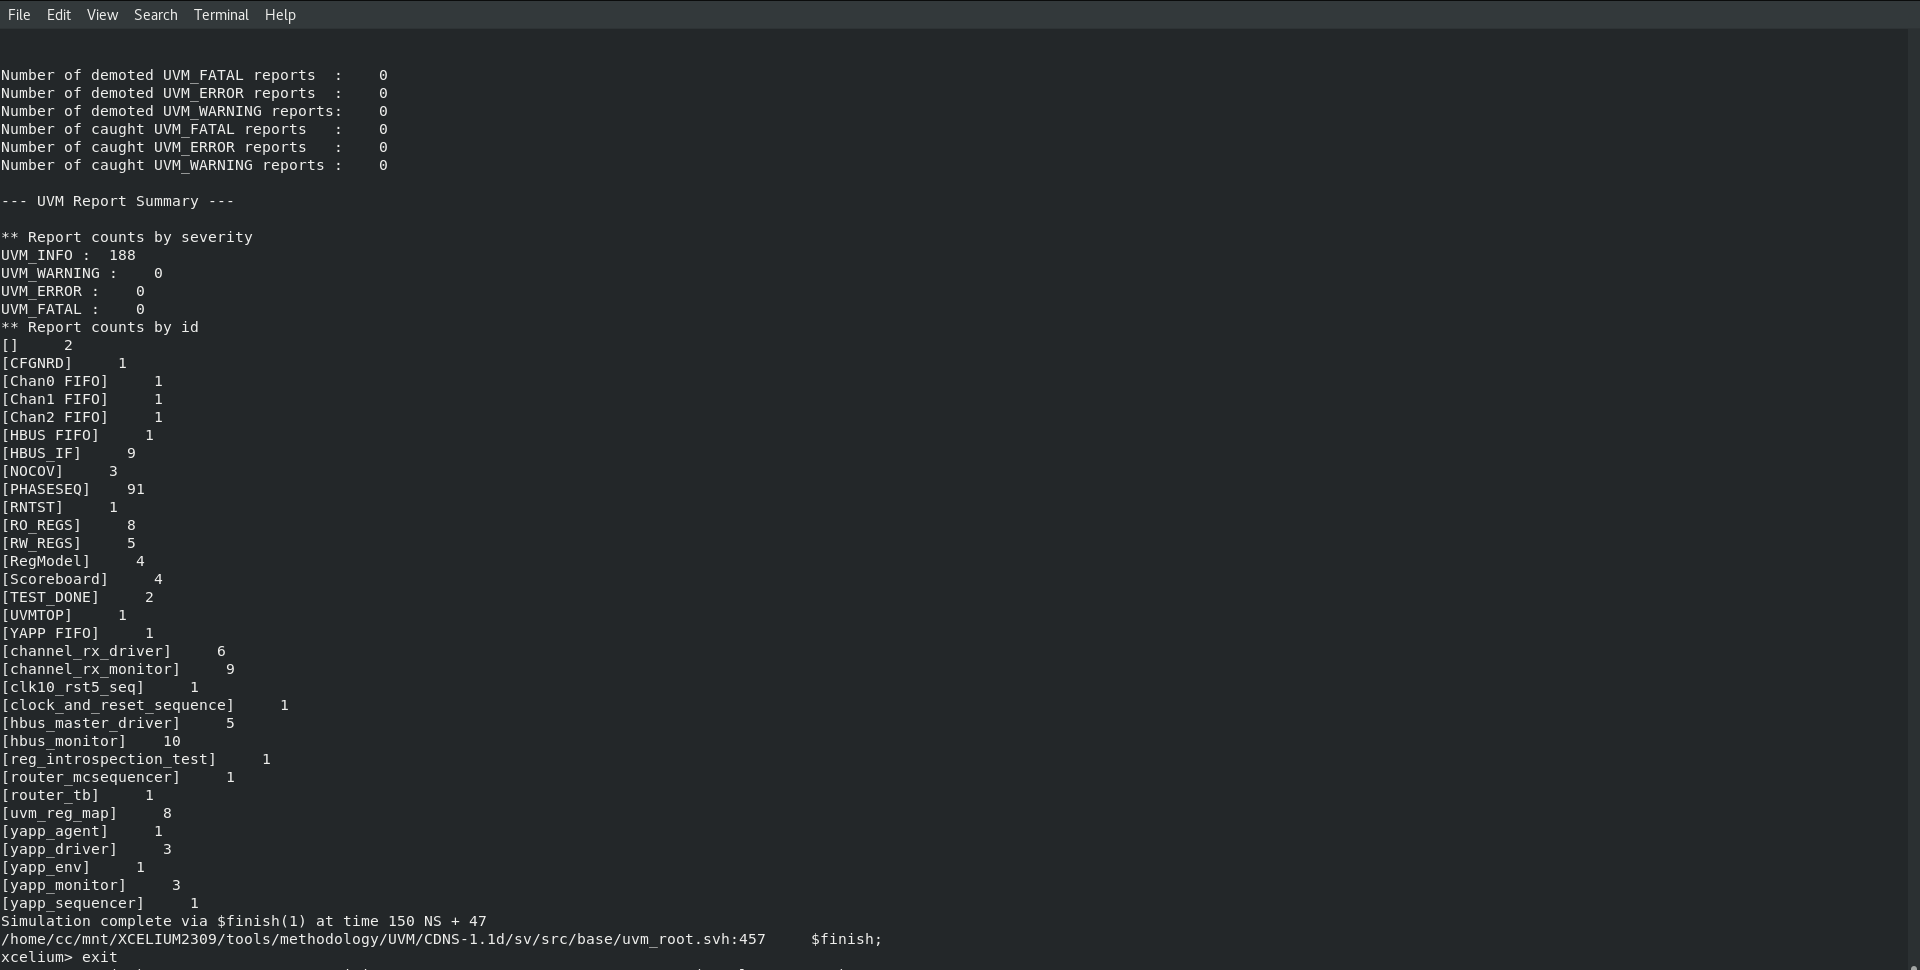 File Edit View Search Terminal Help
Number of demoted UVM_FATAL reports  :    0
Number of demoted UVM_ERROR reports  :    0
Number of demoted UVM_WARNING reports:    0
Number of caught UVM_FATAL reports   :    0
Number of caught UVM_ERROR reports   :    0
Number of caught UVM_WARNING reports :    0
--- UVM Report Summary ---
** Report counts by severity
UVM_INFO :  188
UVM_WARNING :    0
UVM_ERROR :    0
UVM_FATAL :    0
** Report counts by id
[]     2
[CFGNRD]     1
[Chan0 FIFO]     1
[Chan1 FIFO]     1
[Chan2 FIFO]     1
[HBUS FIFO]     1
[HBUS_IF]     9
[NOCOV]     3
[PHASESEQ]    91
[RNTST]     1
[RO_REGS]     8
[RW_REGS]     5
[RegModel]     4
[Scoreboard]     4
[TEST_DONE]     2
[UVMTOP]     1
[YAPP FIFO]     1
[channel_rx_driver]     6
[channel_rx_monitor]     9
[clk10_rst5_seq]     1
[clock_and_reset_sequence]     1
[hbus_master_driver]     5
[hbus_monitor]    10
[reg_introspection_test]     1
[router_mcsequencer]     1
[router_tb]     1
[uvm_reg_map]     8
[yapp_agent]     1
[yapp_driver]     3
[yapp_env]     1
[yapp_monitor]     3
[yapp_sequencer]     1
Simulation complete via $finish(1) at time 150 NS + 47
/home/cc/mnt/XCELIUM2309/tools/methodology/UVM/CDNS-1.1d/sv/src/base/uvm_root.svh:457     $finish;
xcelium> exit